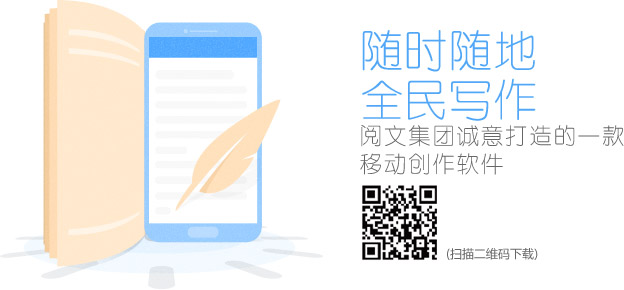 随时随地
全民写作
阅文集团诚意打造的一款
移动创作软件
(扫描二维码下载)